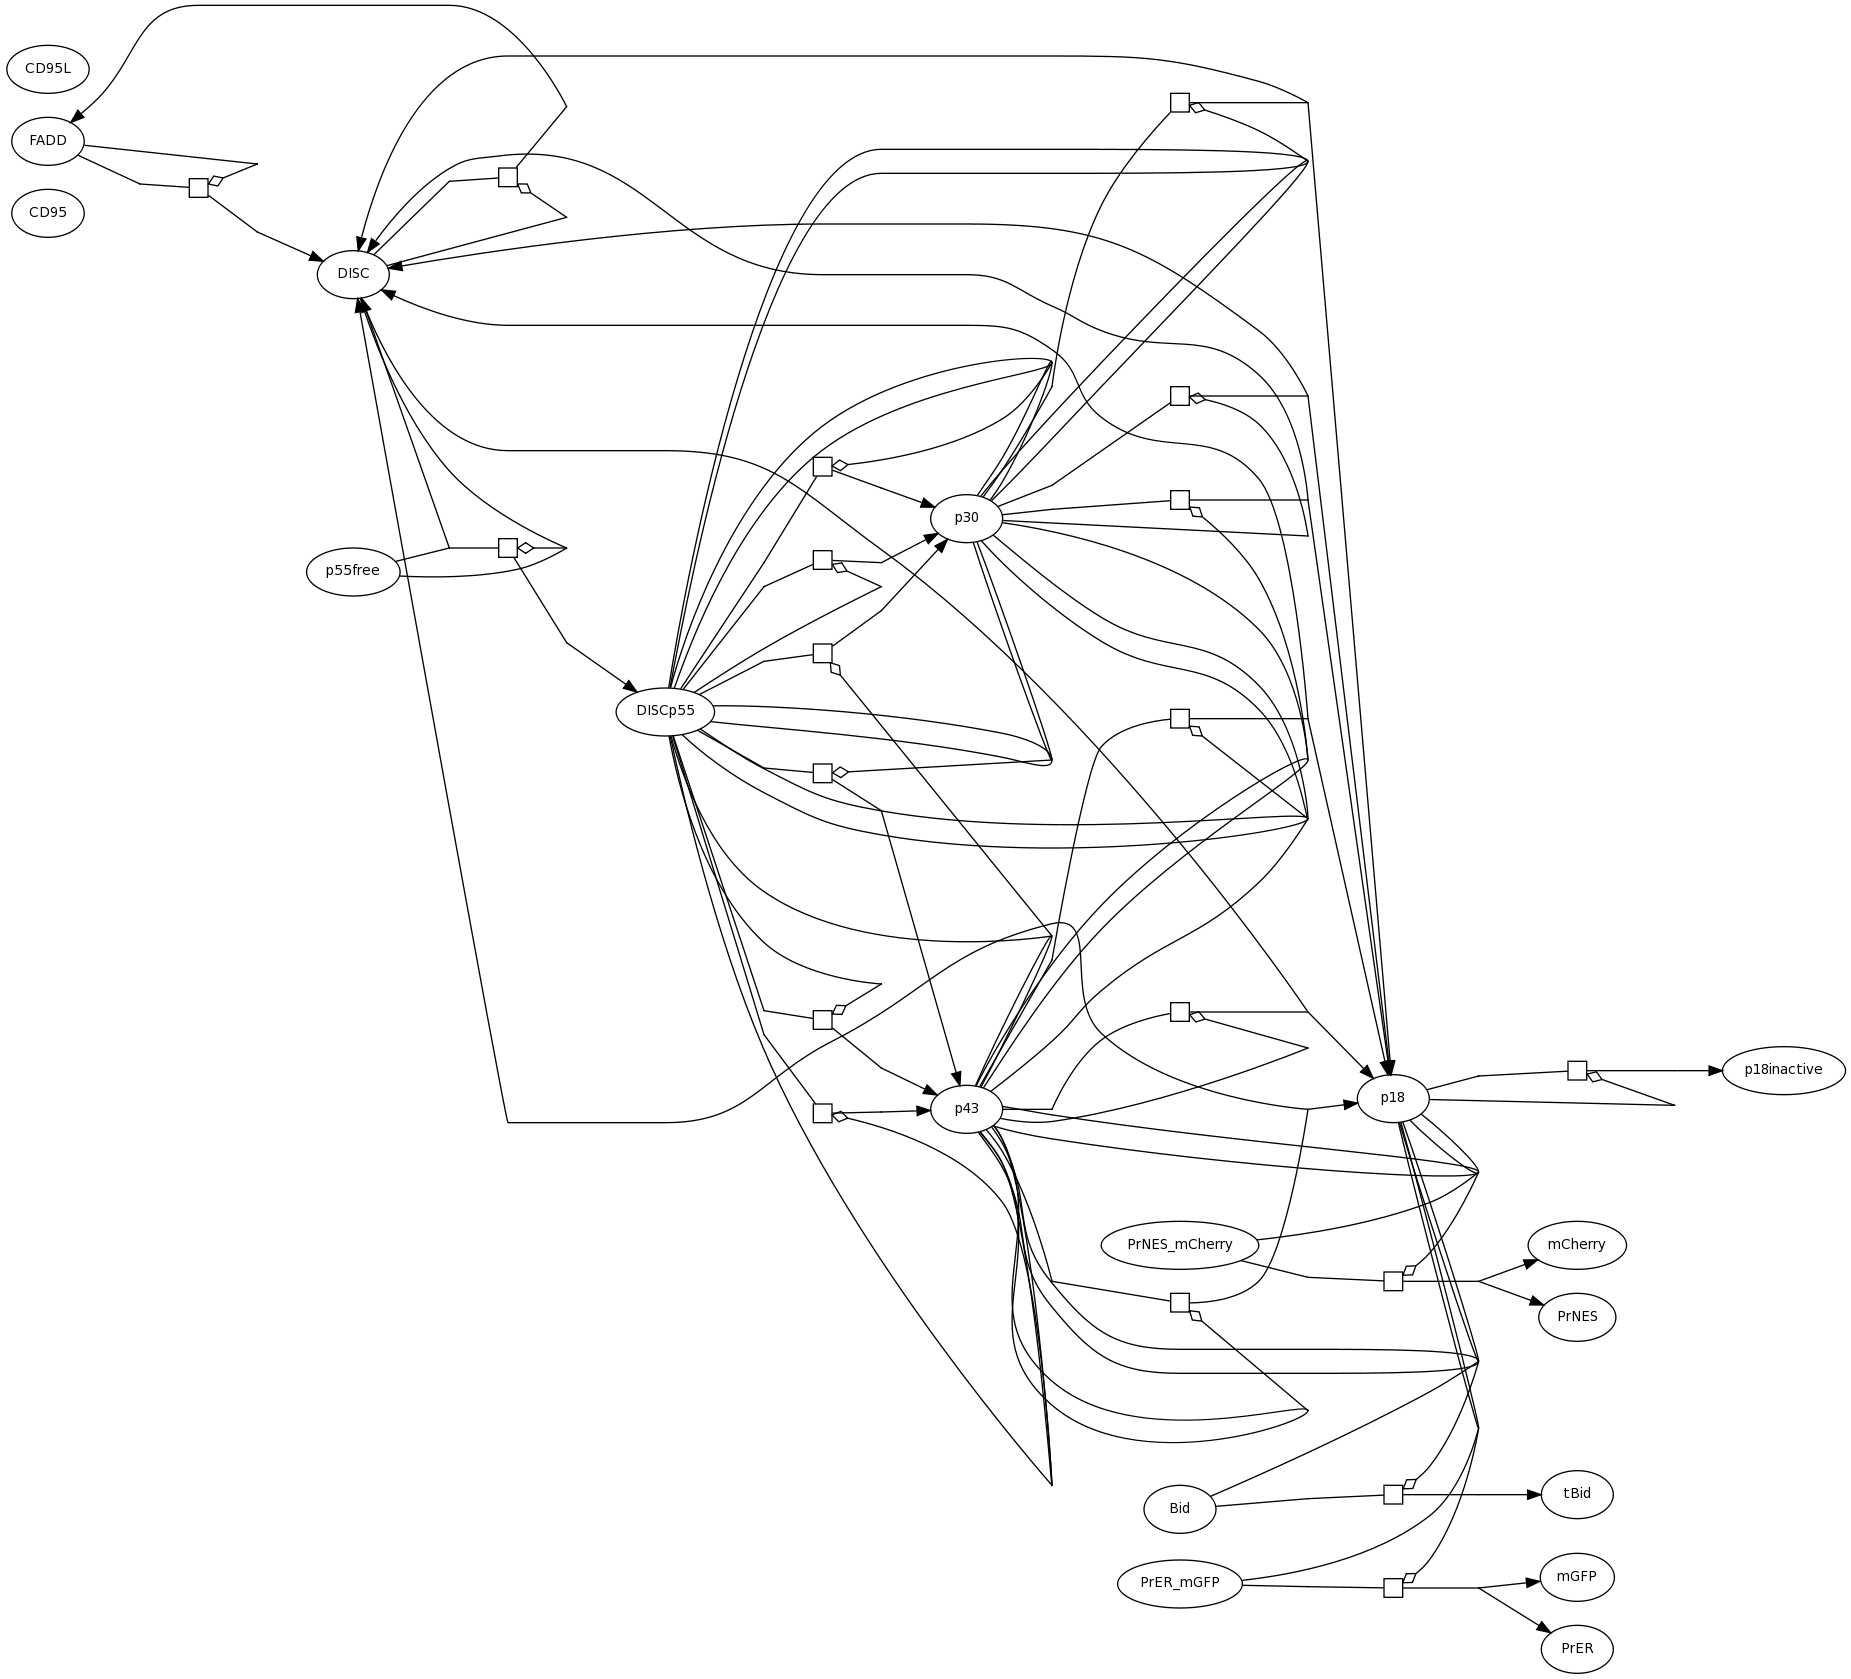 CD95L
FADD
CD95
DISC
p30
p55free
DISCp55
p18inactive
p18
p43
PrNES_mCherry
mCherry
PrNES
tBid
Bid
mGFP
PrER_mGFP
PrER